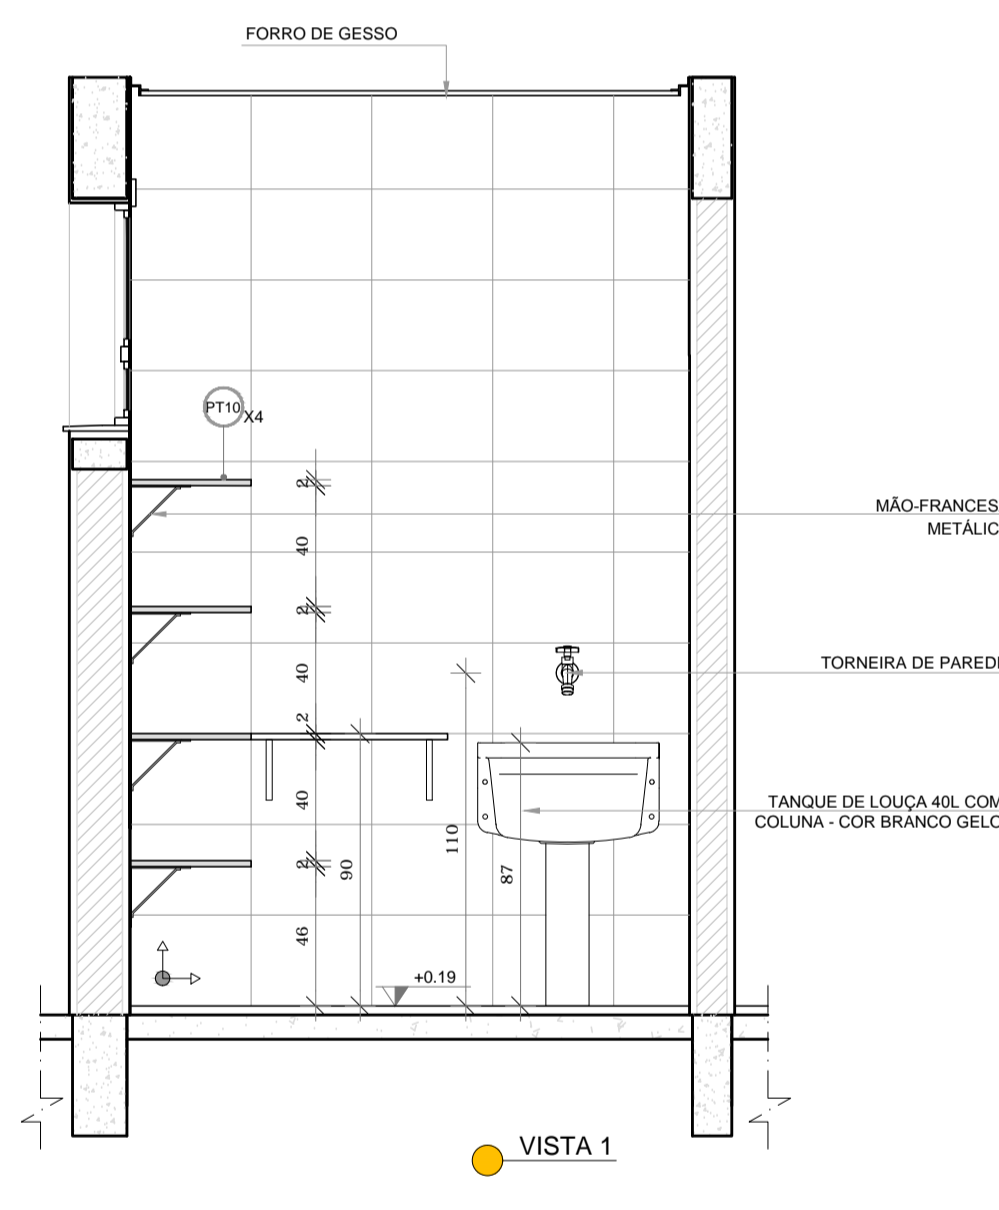 FORRO DE GESSO
PT10
X4
2
40
2
40
2
40
2
46
90
110
87
MÃO-FRANCES
METÁLIC
TORNEIRA DE PARED
TANQUE DE LOUÇA 40L COM
COLUNA - COR BRANCO GELO
+0.19
VISTA 1